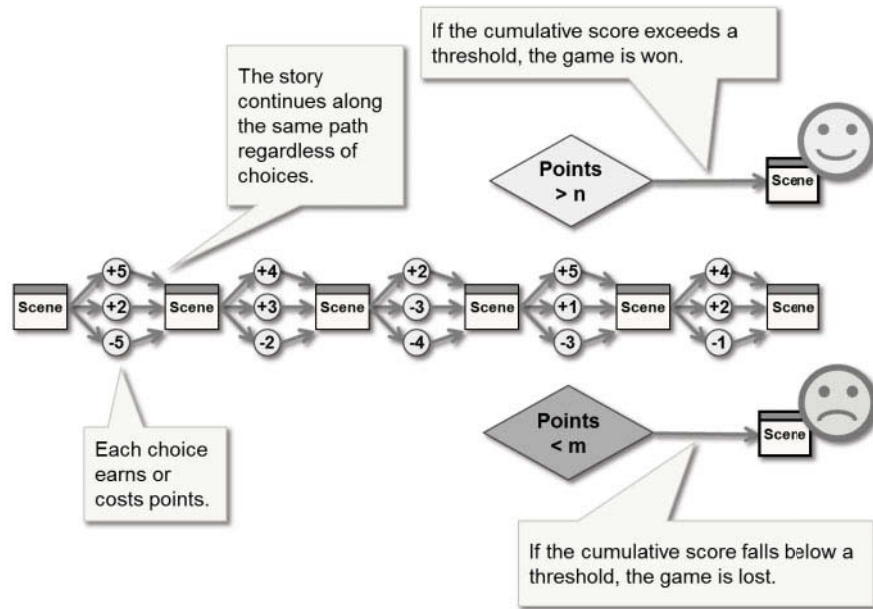 If the cumulative score exceeds a
threshold, the game is won.
The story
continues along
the same path
regardless of
choices.
Points
> n
Scene
+5
+4
+2
+5
+4
Scene
+2
Scene
+3
Scene
-3
Scene
+1
Scene
+2
Scene
-5
-2
-4
-3
-1
Points
< m
Scene
Each choice
earns or
costs points.
If the cumulative score falls below a
threshold, the game is lost.